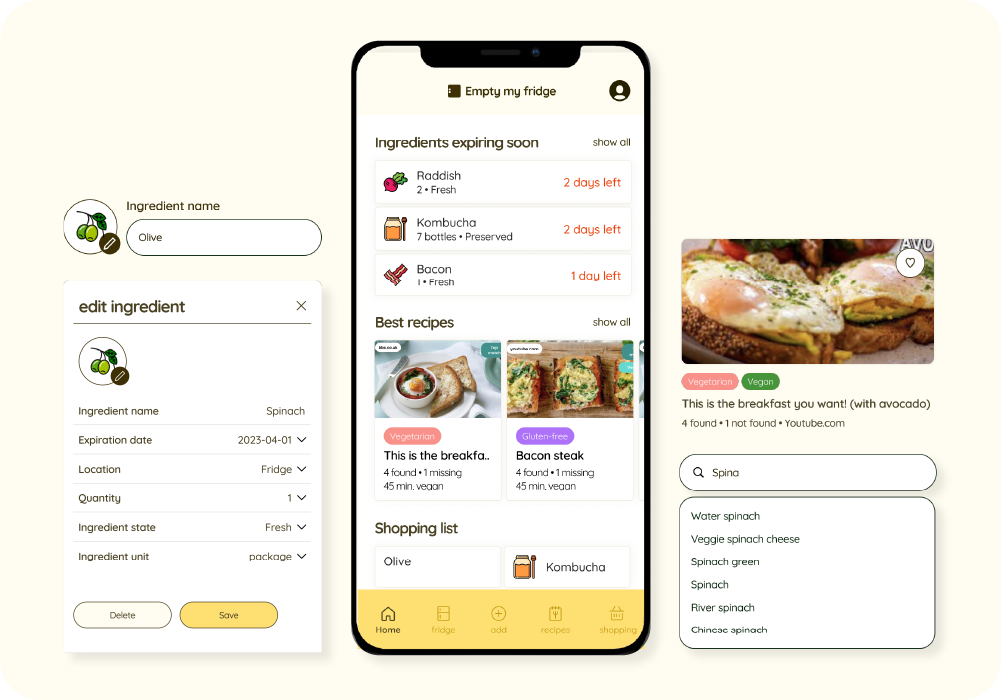 Ingredient name
Olive
edit ingredient
Ingredient name Spinach
Expiration date 2023-04-01
Location Fridge
Quantity 1
Ingredient state Fresh
Ingredient unit package
Delete
Save
Empty my fridge
Ingredients expiring soon show all
Raddish
2 • Fresh
2 days left
Kombucha
7 bottles • Preserved
2 days left
Bacon
1 • Fresh
1 day left
Best recipes show all
bbc.co.uk
youtube.com
Vegetarian
This is the breakfa..
4 found • 1 missing
45 min, vegan
Gluten-free
Bacon steak
4 found • 1 missing
45 min, vegan
Shopping list
Olive
Kombucha
Home
fridge
add
recipes
shopping
AVO
Vegetarian
Vegan
This is the breakfast you want! (with avocado)
4 found • 1 not found • Youtube.com
Spina
Water spinach
Veggie spinach cheese
Spinach green
Spinach
River spinach
Chinese spinach